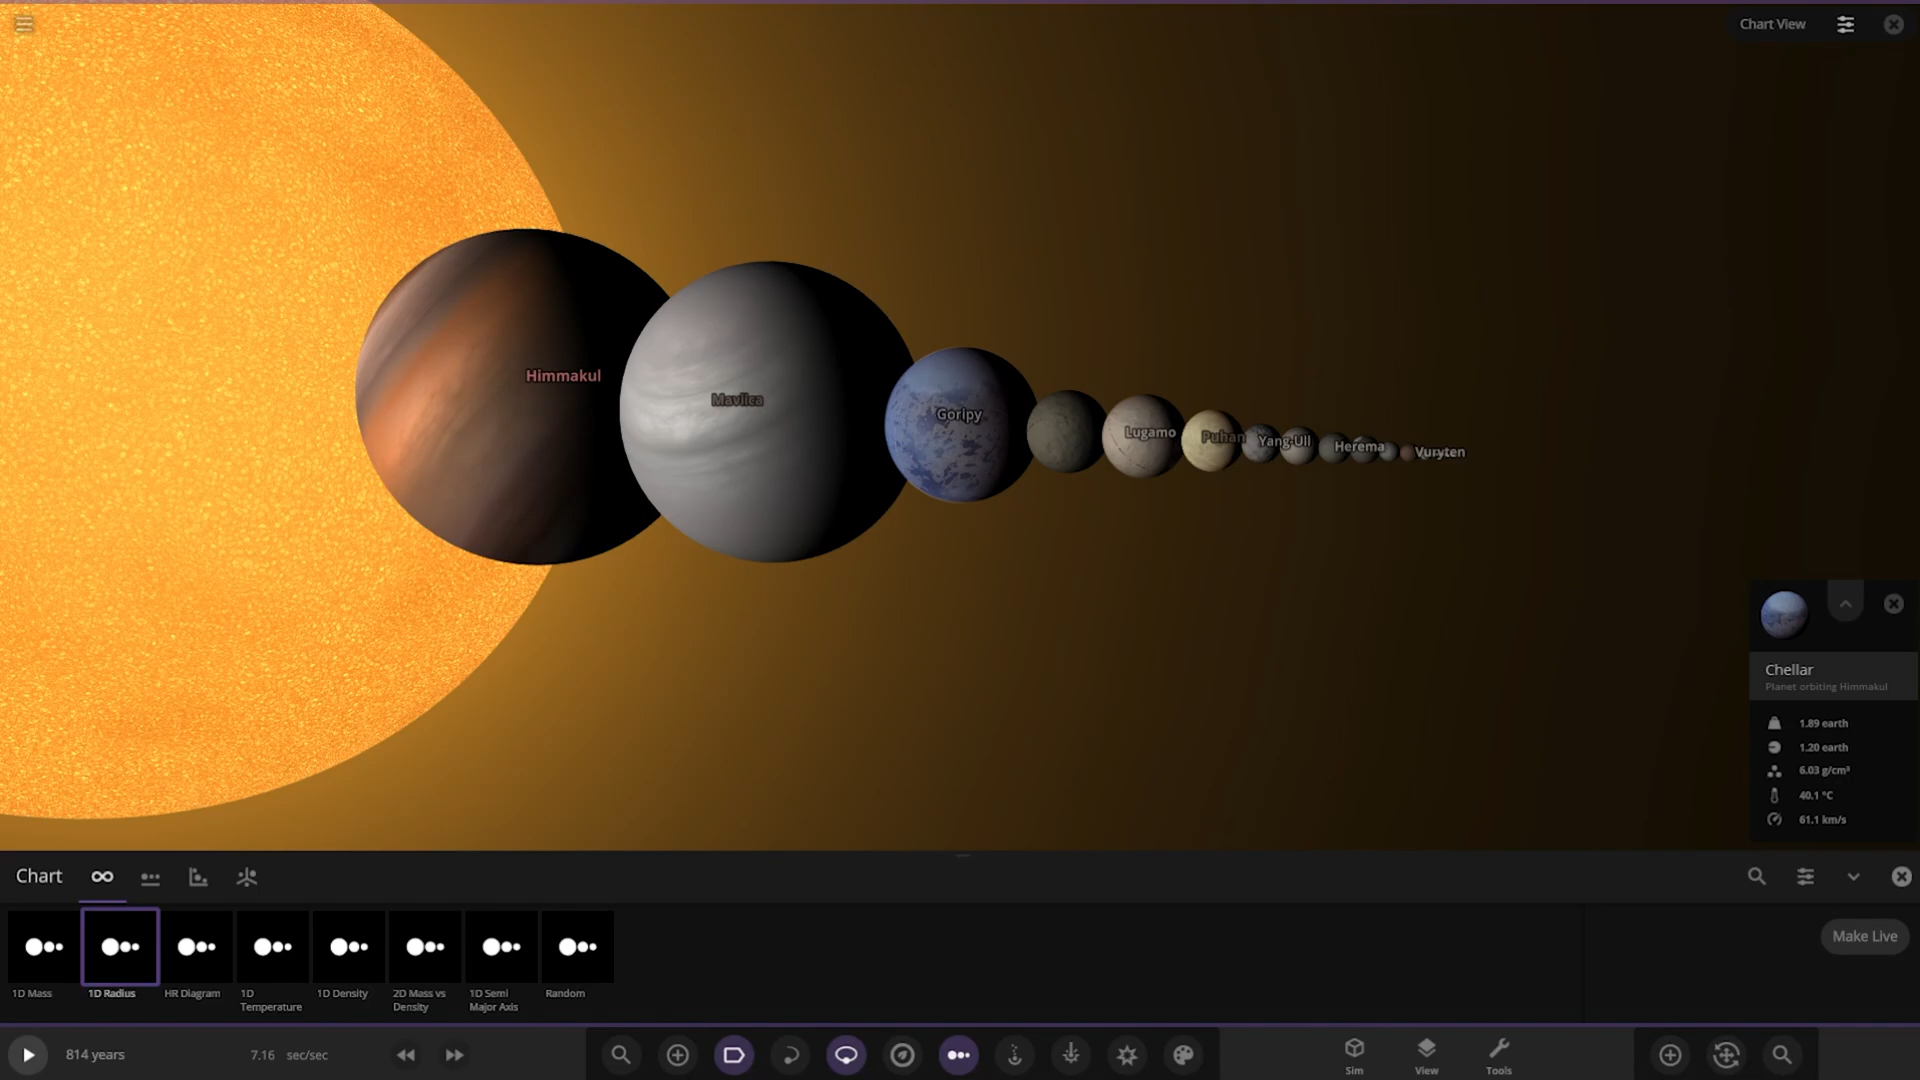 Chart View
Himmakul
Mavlica
Goripy
Lugamo
Puhan
Yang-Ull
Herema
Vuryten
Chellar
Planet orbiting Himmakul
1.89 earth
1.20 earth
6.03 g/cm³
40.1 °C
61.1 km/s
Chart
Make Live
1D Mass
1D Radius
HR Diagram
1D Temperature
1D Density
2D Mass vs Density
1D Semi Major Axis
Random
814 years
7.16 sec/sec
Sim
View
Tools